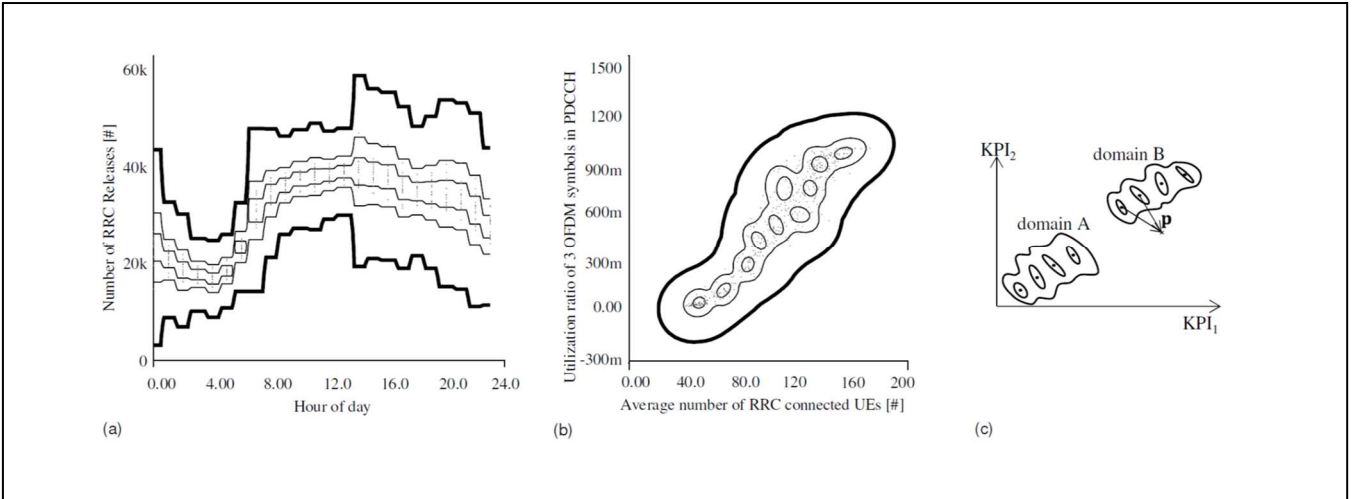 Number of RRC Releases [#]
60k
40k
20k
0
0.00 4.00 8.00 12.0 16.0 20.0 24.0
Hour of day
(a)
Utilization ratio of 3 OFDM symbols in PDCCH
1500
1200
900m
600m
300m
0.00
-300m
0.00 40.0 80.0 120 160 200
Average number of RRC connected UEs [#]
(b)
KPI2
domain B
p
domain A
KPI1
(c)